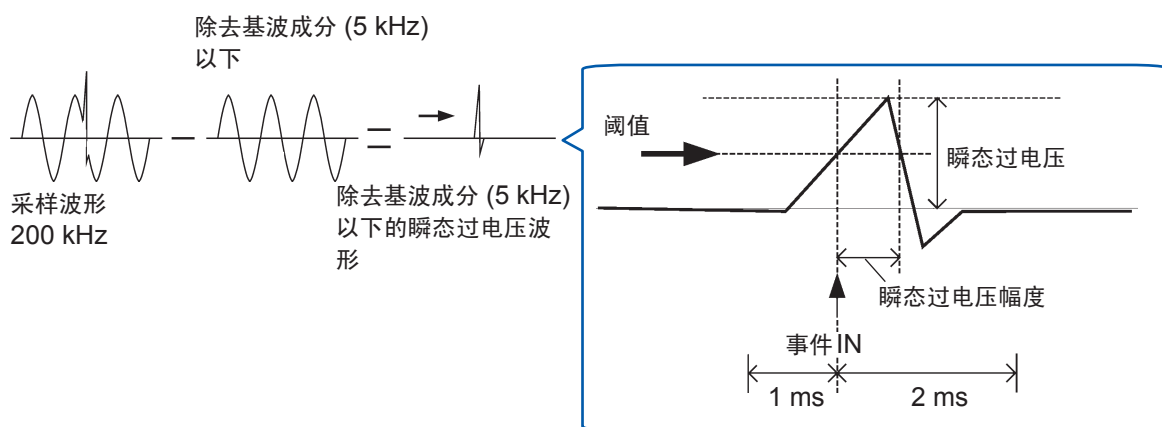 除去基波成分 (5 kHz)
以下
采样波形
200 kHz
除去基波成分 (5 kHz)
以下的瞬态过电压波
形
阈值
瞬态过电压
瞬态过电压幅度
事件 IN
1 ms
2 ms